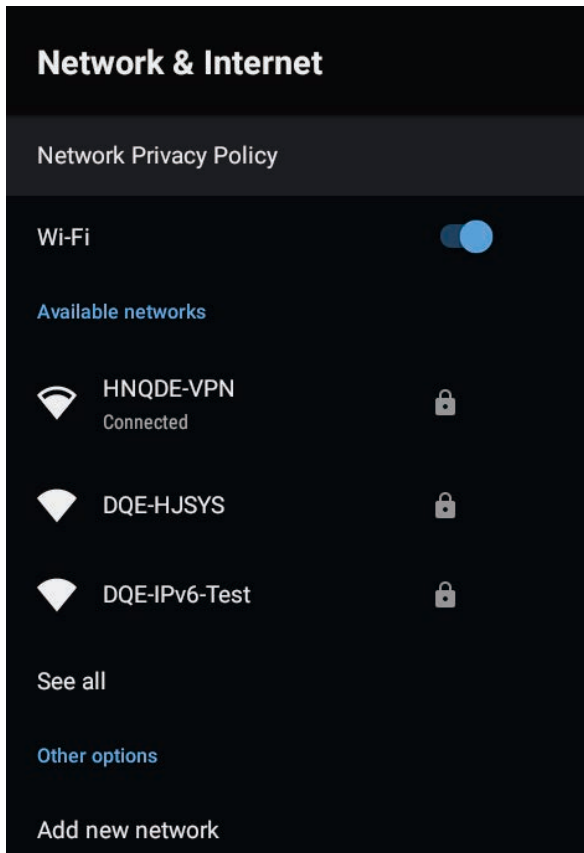 Network & Internet
Network Privacy Policy
Wi-Fi
Available networks
HNQDE-VPN
Connected
DQE-HJSYS
DQE-IPv6-Test
See all
Other options
Add new network